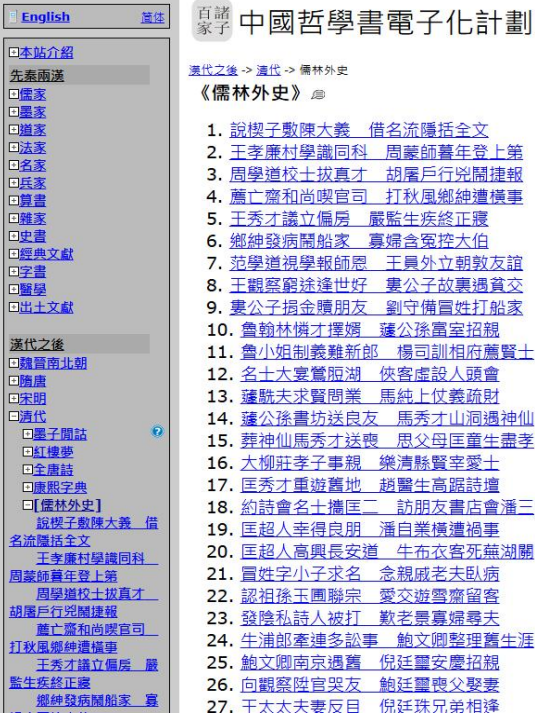 English 简体
本站介紹
先秦兩漢
儒家
墨家
道家
法家
名家
兵家
算書
雜家
史書
經典文獻
字書
醫學
出土文獻
漢代之後
魏晉南北朝
隋唐
宋明
清代
墨子閒詁
紅樓夢
全唐詩
康熙字典
[儒林外史]
說楔子敷陳大義 借
名流隱括全文
王孝廉村學識同科
周蒙師暮年登上第
周學道校士拔真才
胡屠戶行兇鬧捷報
薦亡齋和尚喫官司
打秋風鄉紳遭橫事
王秀才議立偏房 嚴
監生疾終正寢
鄉紳發病鬧船家 寡
諸子百家 中國哲學書電子化計劃
漢代之後 -> 清代 -> 儒林外史
《儒林外史》
1. 說楔子敷陳大義 借名流隱括全文
2. 王孝廉村學識同科 周蒙師暮年登上第
3. 周學道校士拔真才 胡屠戶行兇鬧捷報
4. 薦亡齋和尚喫官司 打秋風鄉紳遭橫事
5. 王秀才議立偏房 嚴監生疾終正寢
6. 鄉紳發病鬧船家 寡婦含冤控大伯
7. 范學道視學報師恩 王員外立朝敦友誼
8. 王觀察窮途逢世好 婁公子故裏遇貧交
9. 婁公子捐金贖朋友 劉守備冒姓打船家
10. 魯翰林憐才擇婿 蘧公孫富室招親
11. 魯小姐制義難新郎 楊司訓相府薦賢士
12. 名士大宴鶯脰湖 俠客虛設人頭會
13. 蘧駪夫求賢問業 馬純上仗義疏財
14. 蘧公孫書坊送良友 馬秀才山洞遇神仙
15. 葬神仙馬秀才送喪 思父母匡童生盡孝
16. 大柳莊孝子事親 樂清縣賢宰愛士
17. 匡秀才重遊舊地 趙醫生高踞詩壇
18. 約詩會名士攜匡二 訪朋友書店會潘三
19. 匡超人幸得良朋 潘自業橫遭禍事
20. 匡超人高興長安道 牛布衣客死蕪湖關
21. 冒姓字小子求名 念親戚老夫臥病
22. 認祖孫玉圃聯宗 愛交遊雪齋留客
23. 發陰私詩人被打 歎老景寡婦尋夫
24. 牛浦郎牽連多訟事 鮑文卿整理舊生涯
25. 鮑文卿南京遇舊 倪廷璽安慶招親
26. 向觀察陞官哭友 鮑廷璽喪父娶妻
27. 王太太夫妻反目 倪廷珠兄弟相逢